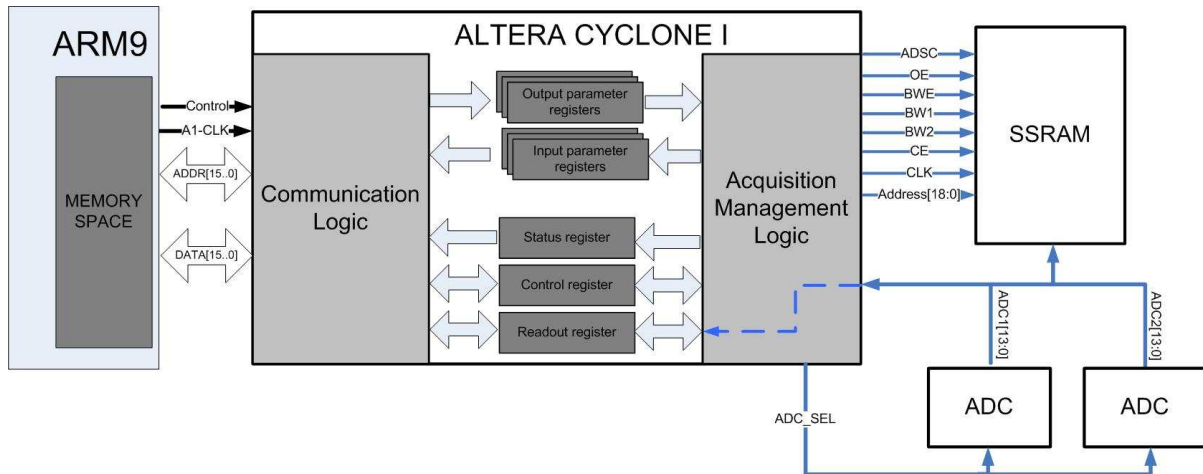 ARM9
MEMORY
SPACE
Control
A1-CLK
ADDR[15..0]
DATA[15..0]
ALTERA CYCLONE I
Communication
Logic
Output parameter
registers
Input parameter
registers
Status register
Control register
Readout register
Acquisition
Management
Logic
ADSC
OE
BWE
BW1
BW2
CE
CLK
Address[18:0]
SSRAM
ADC1[13:0]
ADC2[13:0]
ADC
ADC
ADC_SEL